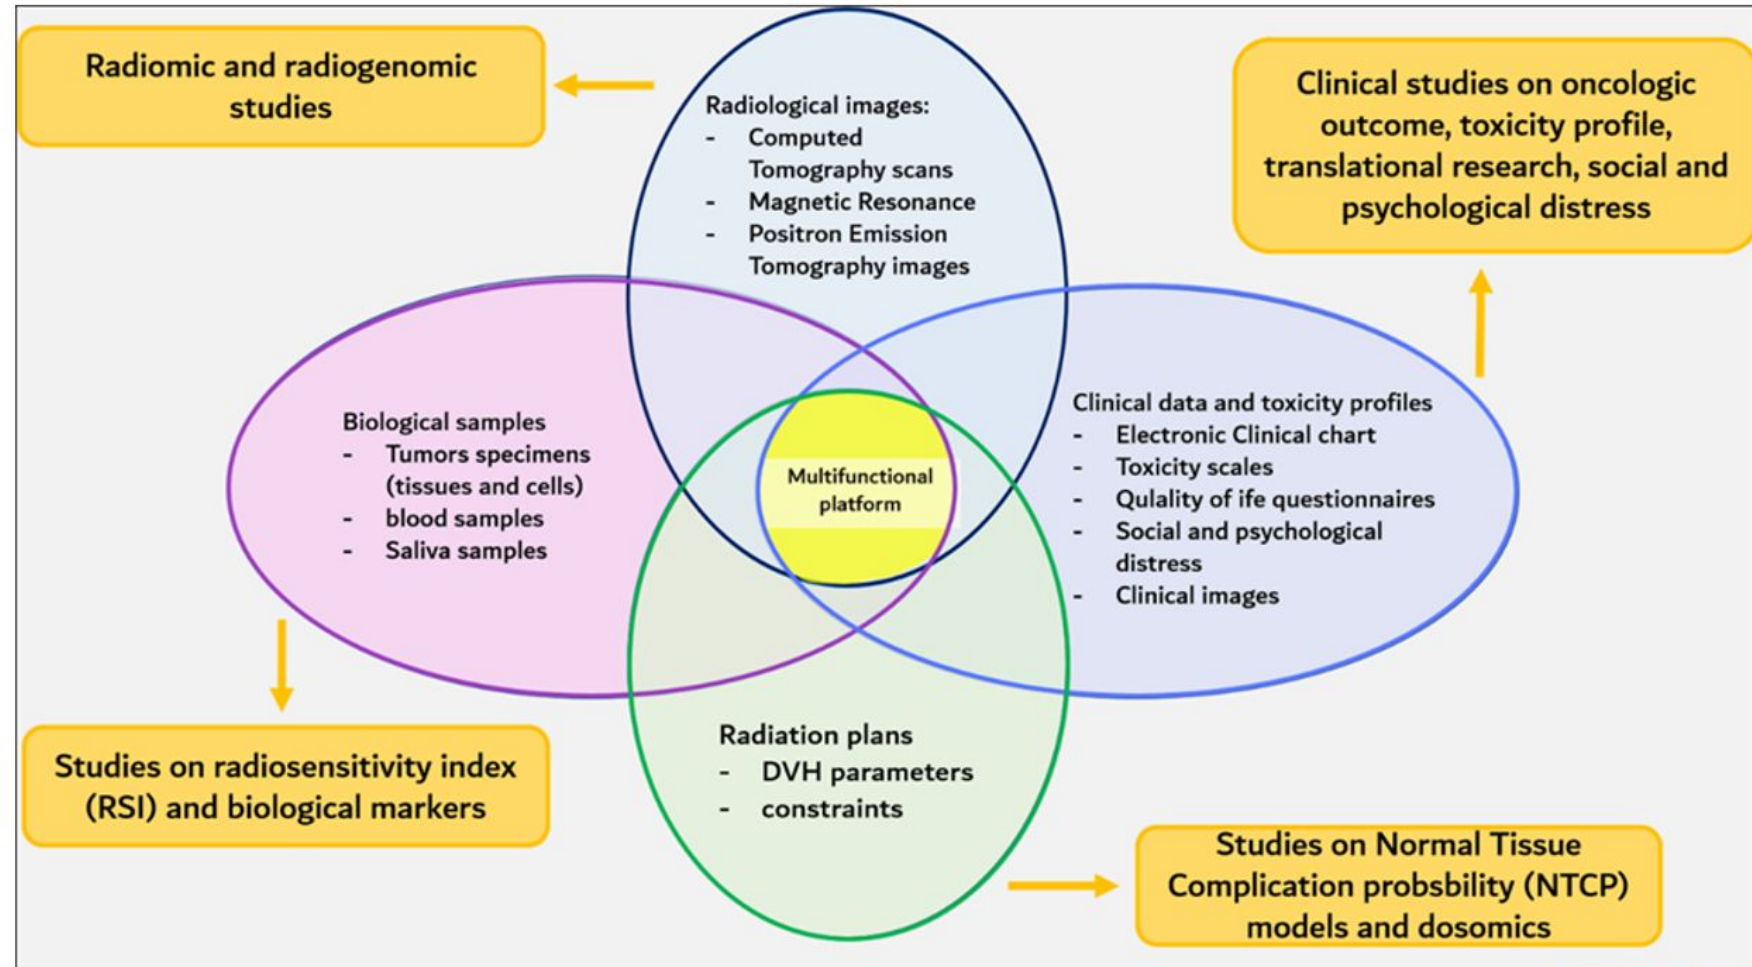 Radiomic and radiogenomic
studies
Radiological images:
- Computed
Tomography scans
- Magnetic Resonance
- Positron Emission
Tomography images
Clinical studies on oncologic
outcome, toxicity profile,
translational research, social and
psychological distress
Biological samples
- Tumors specimens
(tissues and cells)
- blood samples
- Saliva samples
Multifunctional
platform
Clinical data and toxicity profiles
- Electronic Clinical chart
- Toxicity scales
- Qulality of ife questionnaires
- Social and psychological
distress
- Clinical images
Studies on radiosensitivity index
(RSI) and biological markers
Radiation plans
- DVH parameters
- constraints
Studies on Normal Tissue
Complication probsbility (NTCP)
models and dosomics